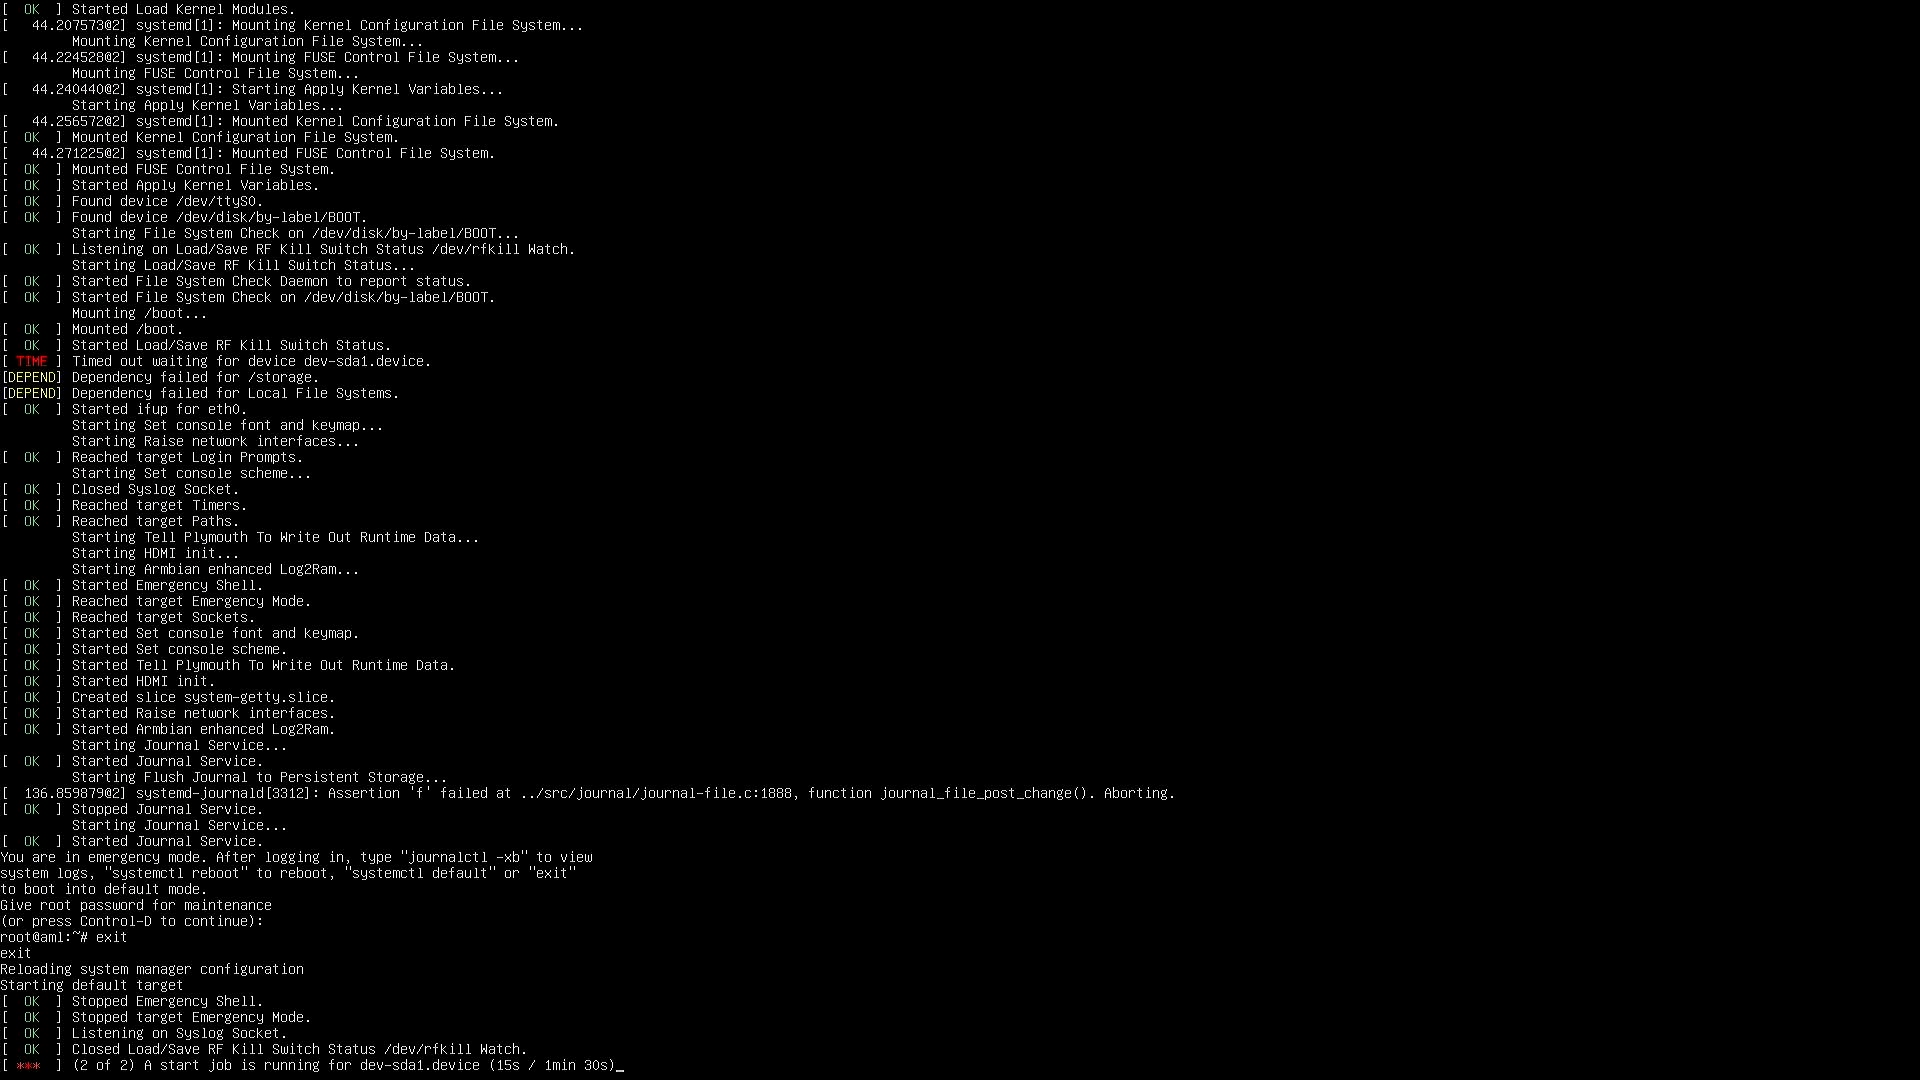 [  OK  ] Started Load Kernel Modules.
[   44.207573@2] systemd[1]: Mounting Kernel Configuration File System...
         Mounting Kernel Configuration File System...
[   44.224528@2] systemd[1]: Mounting FUSE Control File System...
         Mounting FUSE Control File System...
[   44.240440@2] systemd[1]: Starting Apply Kernel Variables...
         Starting Apply Kernel Variables...
[   44.256572@2] systemd[1]: Mounted Kernel Configuration File System.
[  OK  ] Mounted Kernel Configuration File System.
[   44.271225@2] systemd[1]: Mounted FUSE Control File System.
[  OK  ] Mounted FUSE Control File System.
[  OK  ] Started Apply Kernel Variables.
[  OK  ] Found device /dev/ttyS0.
[  OK  ] Found device /dev/disk/by-label/BOOT.
         Starting File System Check on /dev/disk/by-label/BOOT...
[  OK  ] Listening on Load/Save RF Kill Switch Status /dev/rfkill Watch.
         Starting Load/Save RF Kill Switch Status...
[  OK  ] Started File System Check Daemon to report status.
[  OK  ] Started File System Check on /dev/disk/by-label/BOOT.
         Mounting /boot...
[  OK  ] Mounted /boot.
[  OK  ] Started Load/Save RF Kill Switch Status.
[ TIME ] Timed out waiting for device dev-sda1.device.
[DEPEND] Dependency failed for /storage.
[DEPEND] Dependency failed for Local File Systems.
[  OK  ] Started ifup for eth0.
         Starting Set console font and keymap...
         Starting Raise network interfaces...
[  OK  ] Reached target Login Prompts.
         Starting Set console scheme...
[  OK  ] Closed Syslog Socket.
[  OK  ] Reached target Timers.
[  OK  ] Reached target Paths.
         Starting Tell Plymouth To Write Out Runtime Data...
         Starting HDMI init...
         Starting Armbian enhanced Log2Ram...
[  OK  ] Started Emergency Shell.
[  OK  ] Reached target Emergency Mode.
[  OK  ] Reached target Sockets.
[  OK  ] Started Set console font and keymap.
[  OK  ] Started Set console scheme.
[  OK  ] Started Tell Plymouth To Write Out Runtime Data.
[  OK  ] Started HDMI init.
[  OK  ] Created slice system-getty.slice.
[  OK  ] Started Raise network interfaces.
[  OK  ] Started Armbian enhanced Log2Ram.
         Starting Journal Service...
[  OK  ] Started Journal Service.
         Starting Flush Journal to Persistent Storage...
[  136.859879@2] systemd-journald[3312]: Assertion 'f' failed at ../src/journal/journal-file.c:1888, function journal_file_post_change(). Aborting.
[  OK  ] Stopped Journal Service.
         Starting Journal Service...
[  OK  ] Started Journal Service.
You are in emergency mode. After logging in, type "journalctl -xb" to view
system logs, "systemctl reboot" to reboot, "systemctl default" or "exit"
to boot into default mode.
Give root password for maintenance
(or press Control-D to continue):
root@aml:~# exit
exit
Reloading system manager configuration
Starting default target
[  OK  ] Stopped Emergency Shell.
[  OK  ] Stopped target Emergency Mode.
[  OK  ] Listening on Syslog Socket.
[  OK  ] Closed Load/Save RF Kill Switch Status /dev/rfkill Watch.
[ ***  ] (2 of 2) A start job is running for dev-sda1.device (15s / 1min 30s)_